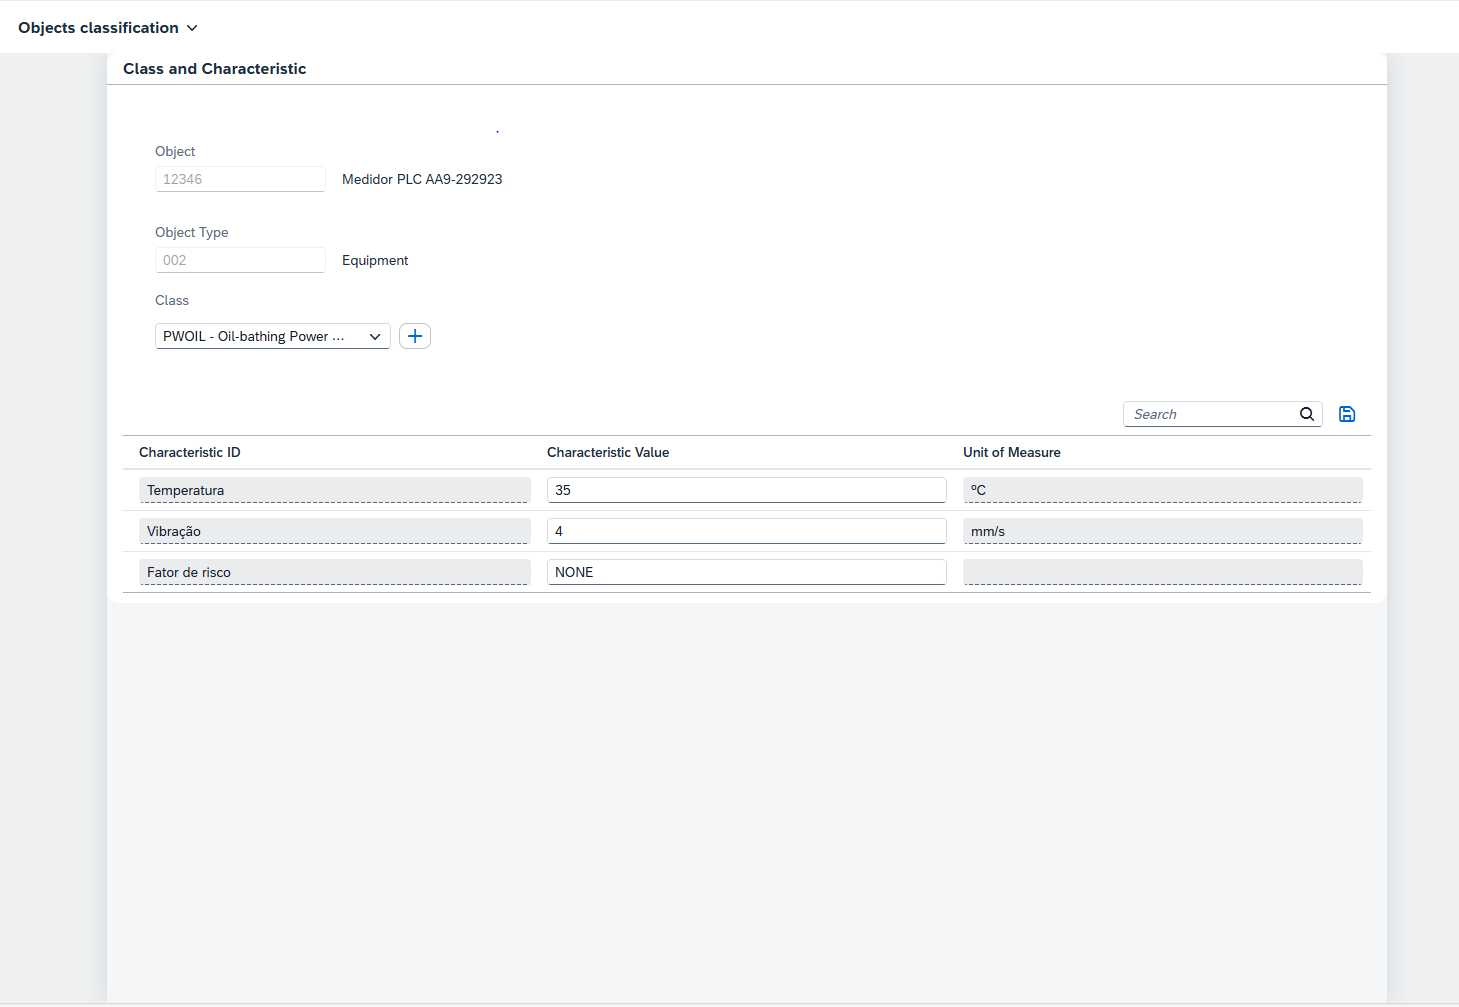 Objects classification
Class and Characteristic
Object
12346 Medidor PLC AA9-292923
Object Type
002 Equipment
Class
PWOIL - Oil-bathing Power ...
Search
Characteristic ID Characteristic Value Unit of Measure
Temperatura 35 ºC
Vibração 4 mm/s
Fator de risco NONE